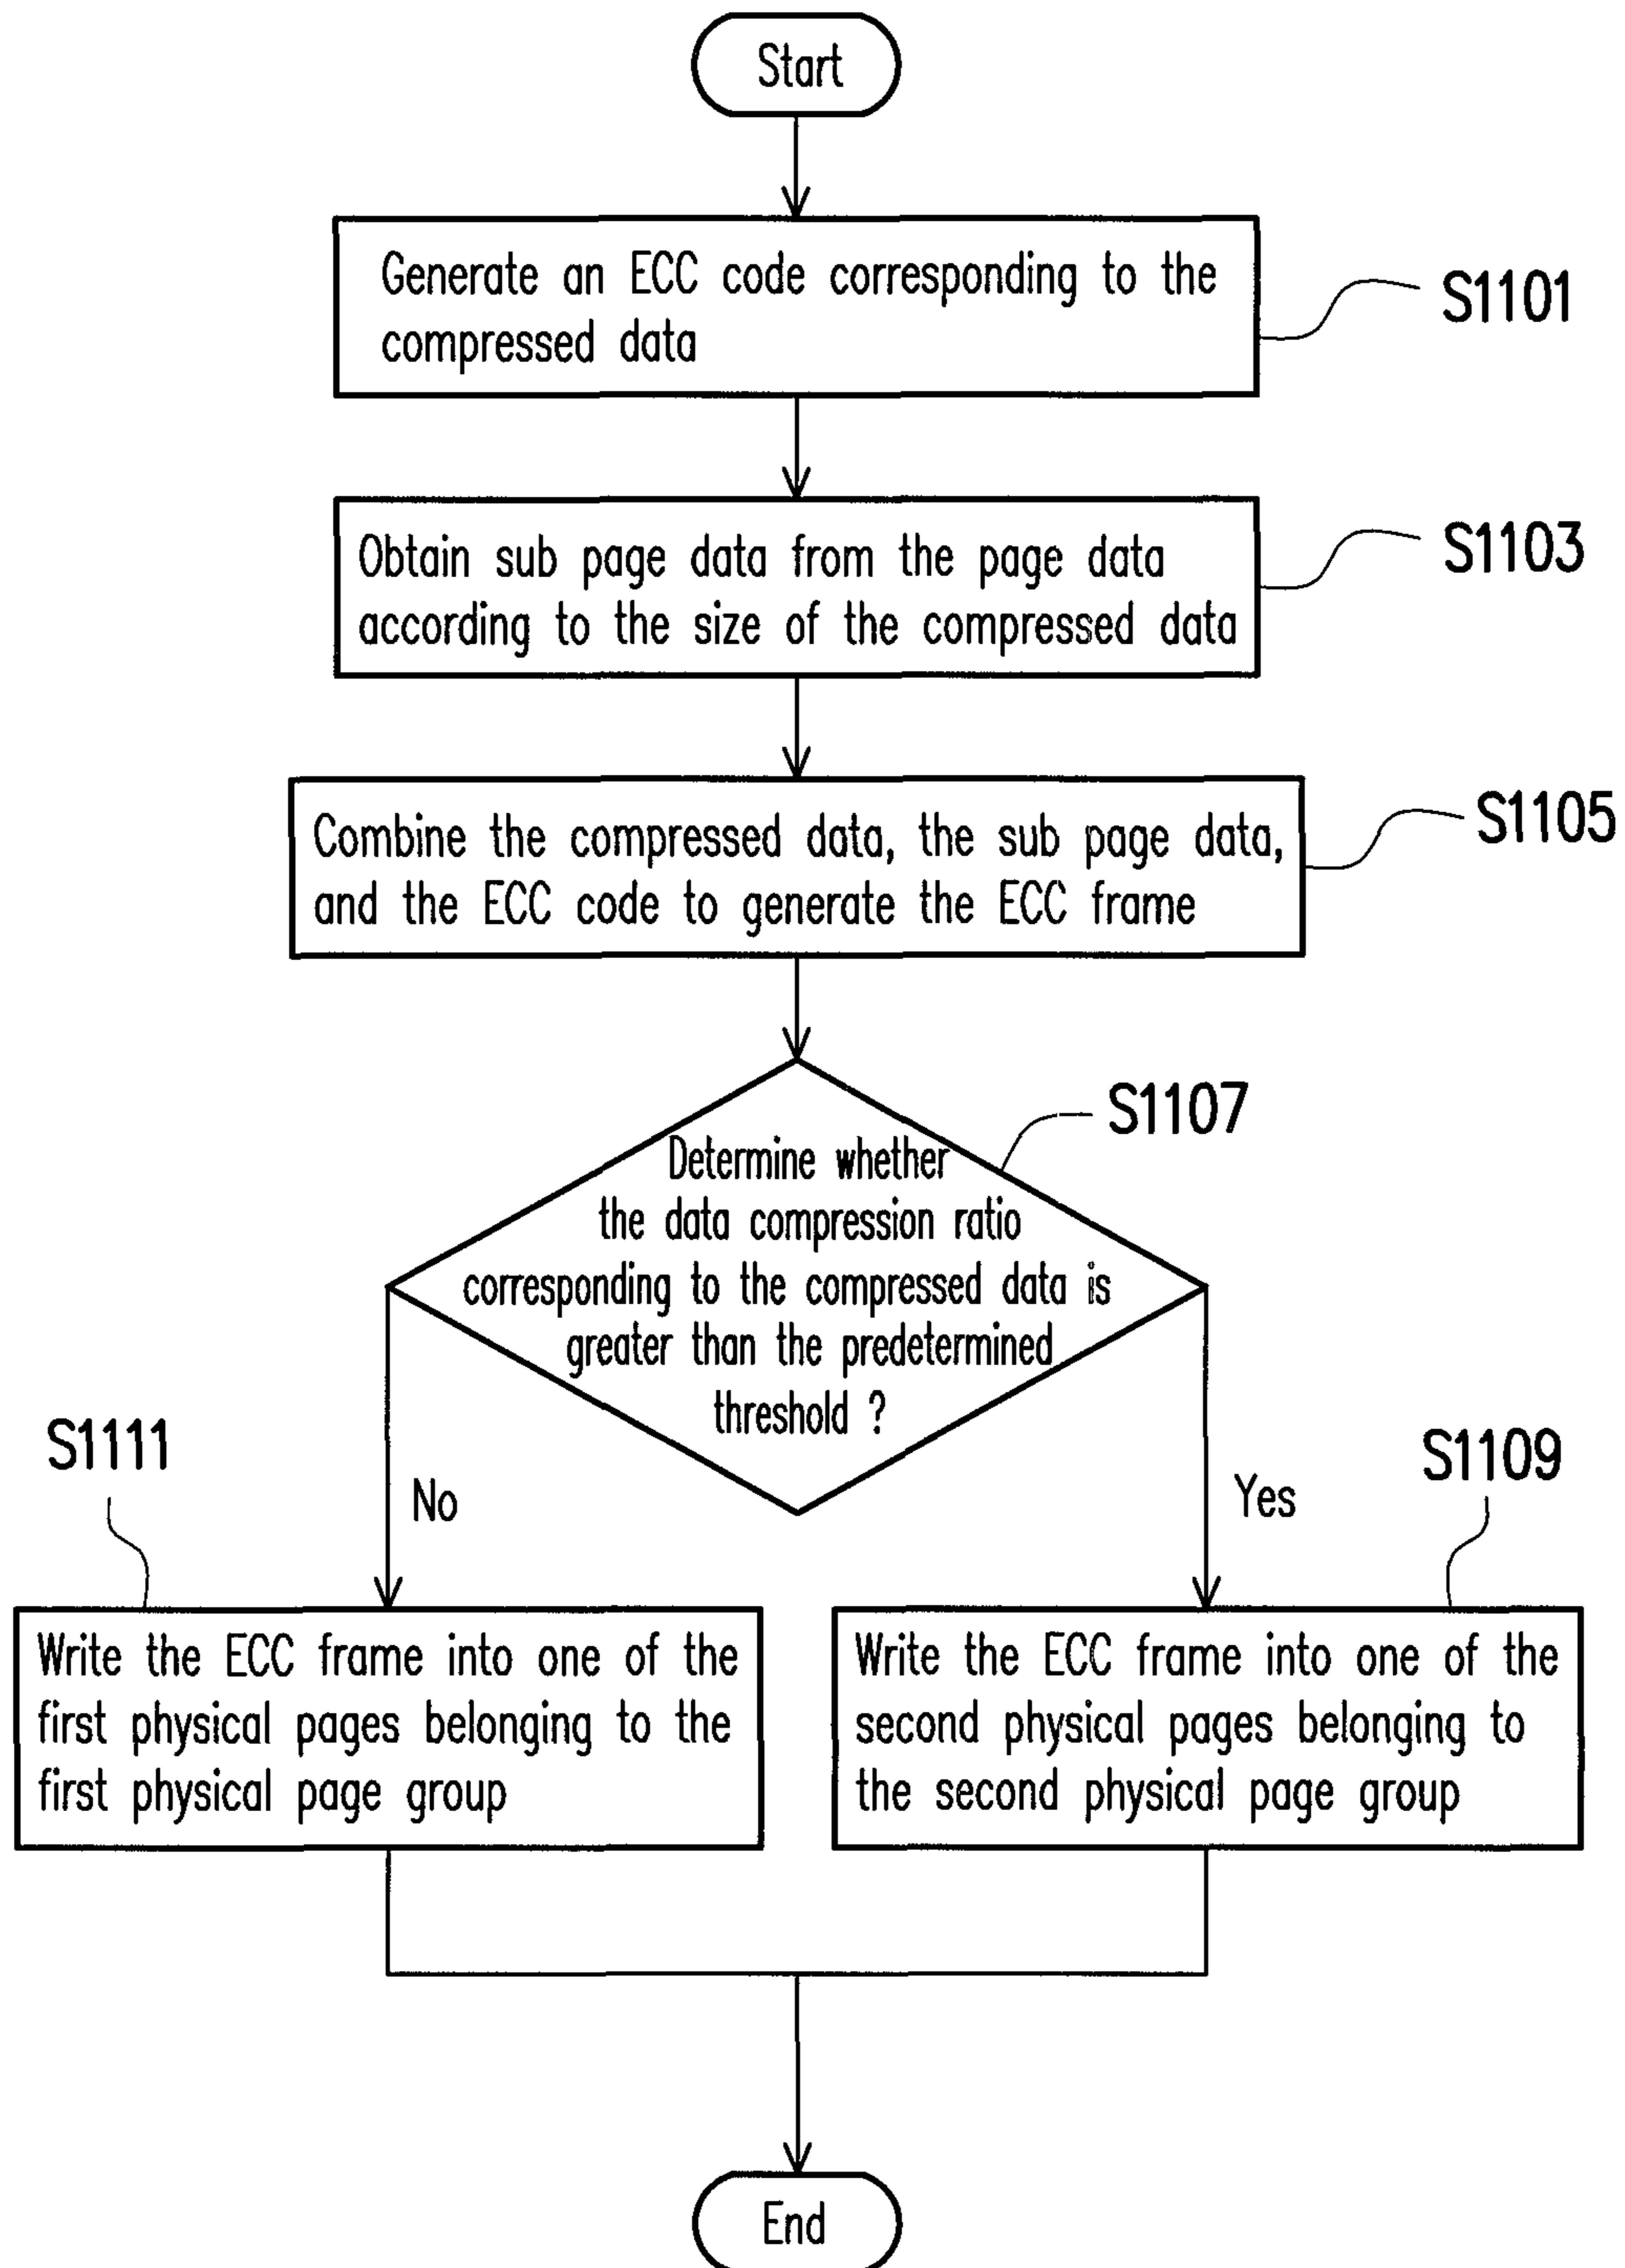 Start
Generate an ECC code corresponding to the
compressed data
S1101
Obtain sub page data from the page data
according to the size of the compressed data
S1103
Combine the compressed data, the sub page data,
and the ECC code to generate the ECC frame
S1105
Determine whether
the data compression ratio
corresponding to the compressed data is
greater than the predetermined
threshold ?
S1107
No
Yes
S1111
Write the ECC frame into one of the
first physical pages belonging to the
first physical page group
S1109
Write the ECC frame into one of the
second physical pages belonging to
the second physical page group
End